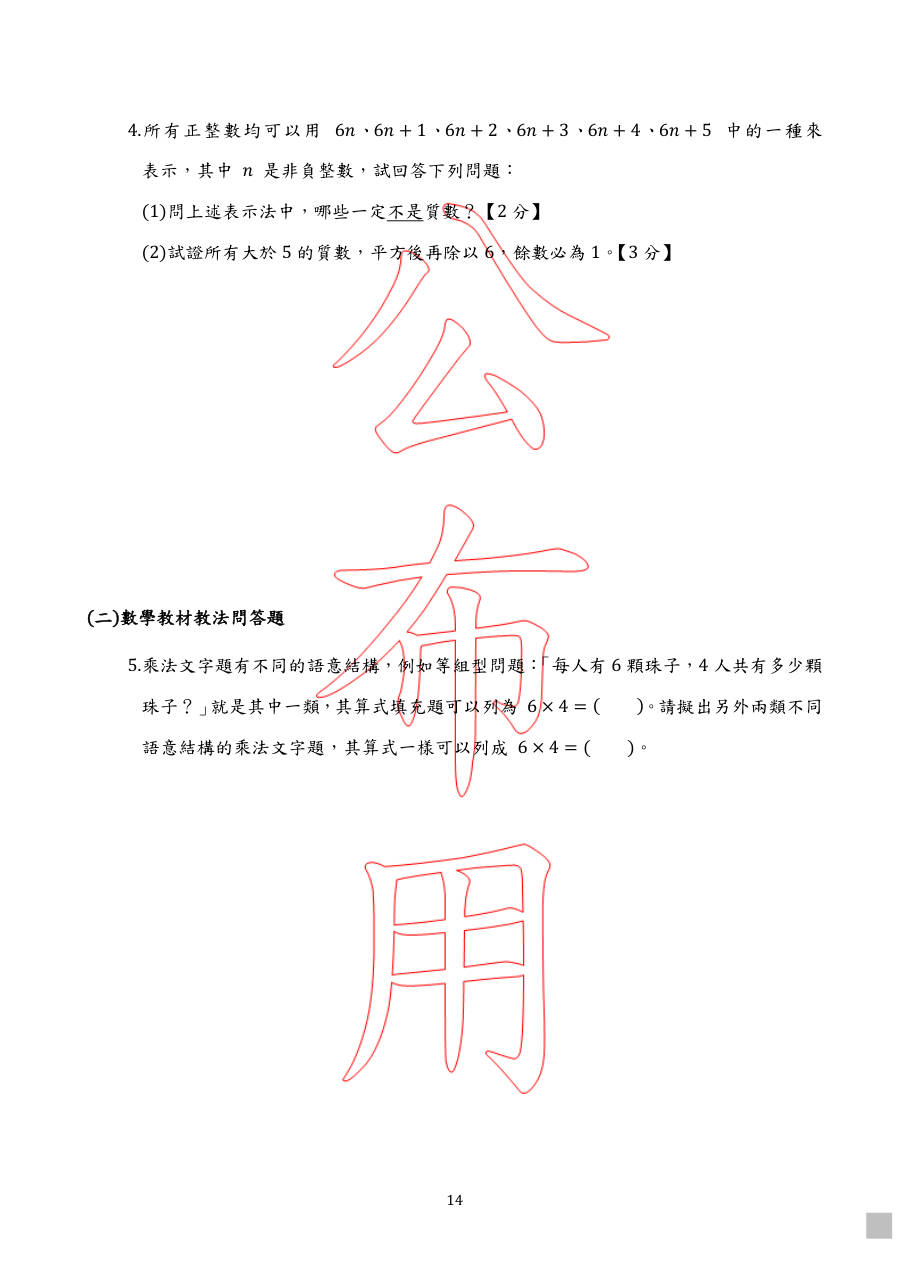 4.所有正整數均可以用 6n、6n + 1、6n + 2、6n + 3、6n + 4、6n + 5 中的一種來
表示,其中 n 是非負整數,試回答下列問題:
(1)問上述表示法中,哪些一定不是質數?【2 分】
(2)試證所有大於 5 的質數,平方後再除以 6,餘數必為 1。【3 分】
(二)數學教材教法問答題
5.乘法文字題有不同的語意結構,例如等組型問題:「每人有 6 顆珠子,4 人共有多少顆
珠子?」就是其中一類,其算式填充題可以列為 6 × 4 = (  )。請擬出另外兩類不同
語意結構的乘法文字題,其算式一樣可以列成 6 × 4 = (  )。
公
布
用
14